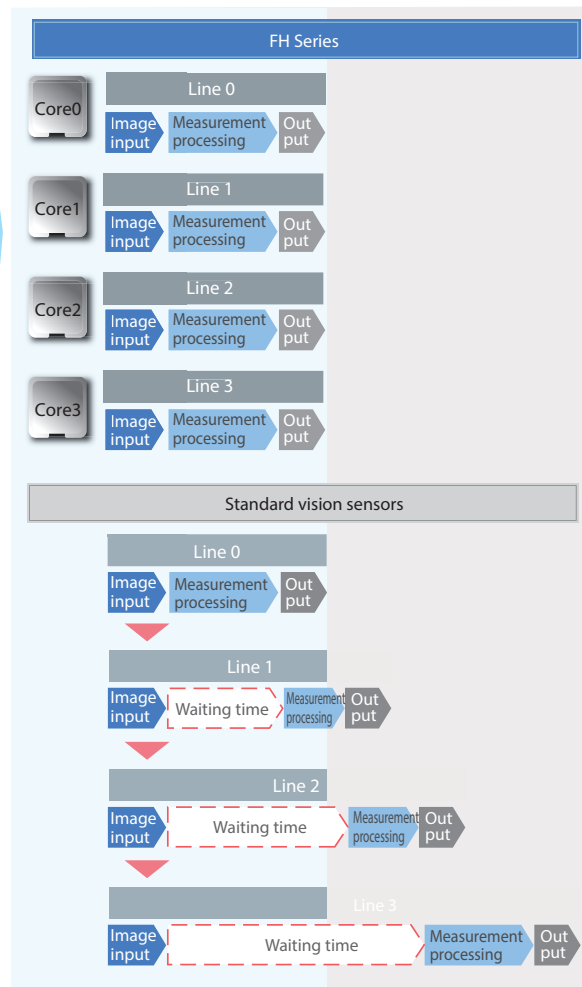 FH Series
Core0
Line 0
Image
input
Measurement
processing
Out
put
Core1
Line 1
Image
input
Measurement
processing
Out
put
Core2
Line 2
Image
input
Measurement
processing
Out
put
Core3
Line 3
Image
input
Measurement
processing
Out
put
Standard vision sensors
Line 0
Image
input
Measurement
processing
Out
put
Line 1
Image
input
Waiting time
Measurement
processing
Out
put
Line 2
Image
input
Waiting time
Measurement
processing
Out
put
Line 3
Image
input
Waiting time
Measurement
processing
Out
put